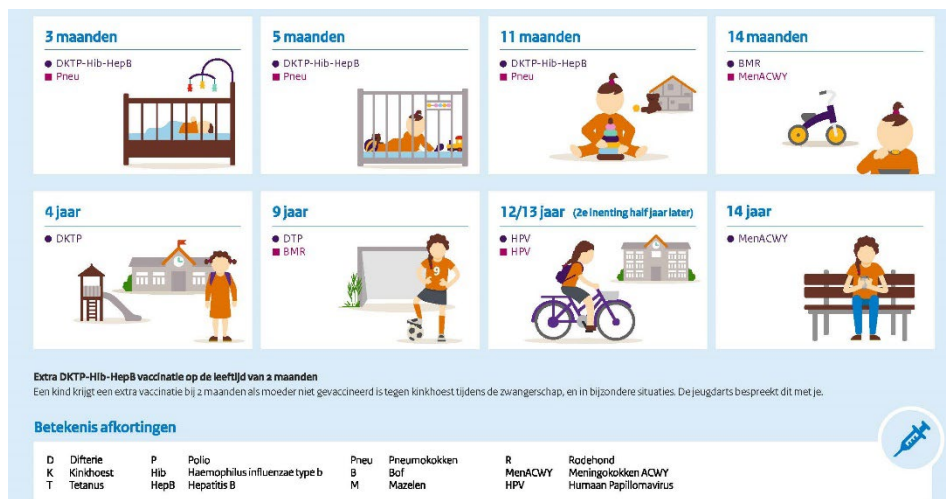 3 maanden
DKTP-Hib-HepB
Pneu
5 maanden
DKTP-Hib-HepB
Pneu
11 maanden
DKTP-Hib-HepB
Pneu
14 maanden
BMR
MenACWY
4 jaar
DKTP
9 jaar
DTP
BMR
9
12/13 jaar (2e inenting half jaar later)
HPV
HPV
14 jaar
MenACWY
Extra DKTP-Hib-HepB vaccinatie op de leeftijd van 2 maanden
Een kind krijgt een extra vaccinatie bij 2 maanden als moeder niet gevaccineerd is tegen kinkhoest tijdens de zwangerschap, en in bijzondere situaties. De jeugdarts bespreekt dit met je.
Betekenis afkortingen
D Difterie P Polio Pneu Pneumokokken R Rodehond
K Kinkhoest Hib Haemophilus influenzae type b B Bof MenACWY Meningokokken ACWY
T Tetanus HepB Hepatitis B M Mazelen HPV Humaan Papillomavirus